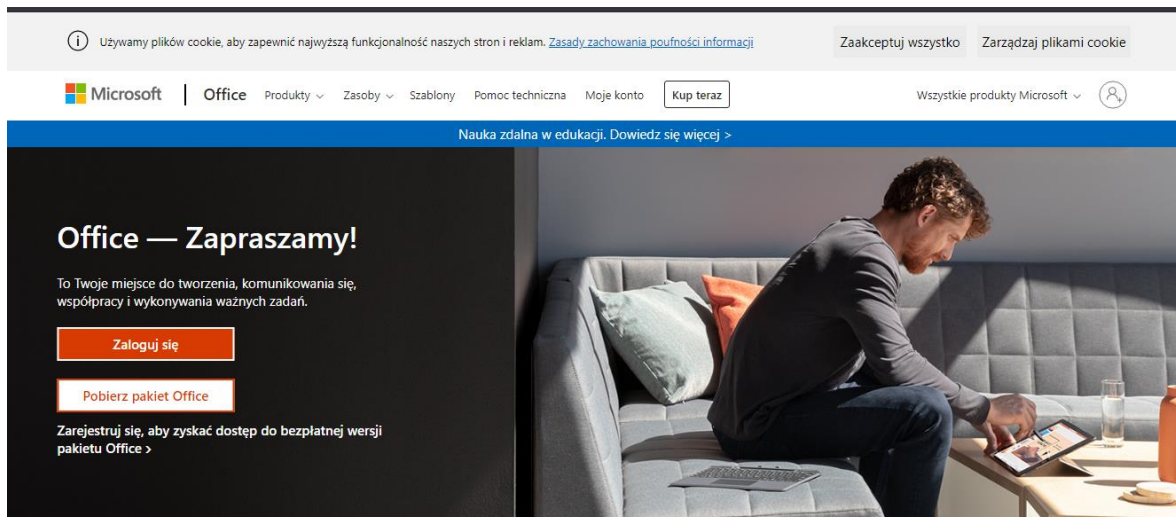 Używamy plików cookie, aby zapewnić najwyższą funkcjonalność naszych stron i reklam. Zasady zachowania poufności informacji
Zaakceptuj wszystko
Zarządzaj plikami cookie
Microsoft
Office
Produkty
Zasoby
Szablony
Pomoc techniczna
Moje konto
Kup teraz
Wszystkie produkty Microsoft
Nauka zdalna w edukacji. Dowiedz się więcej >
Office — Zapraszamy!
To Twoje miejsce do tworzenia, komunikowania się,
współpracy i wykonywania ważnych zadań.
Zaloguj się
Pobierz pakiet Office
Zarejestruj się, aby zyskać dostęp do bezpłatnej wersji
pakietu Office >